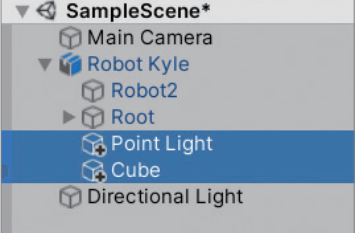 SampleScene*
Main Camera
Robot Kyle
Robot2
Root
Point Light
Cube
Directional Light